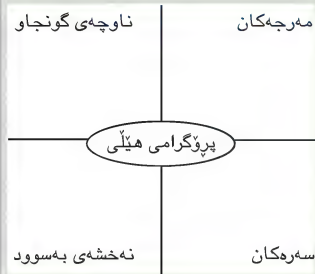 مەرجەکان
ناوچەی گونجاو
پرۆگرامی هێڵی
سەرەکان
نەخشەی بەسوود